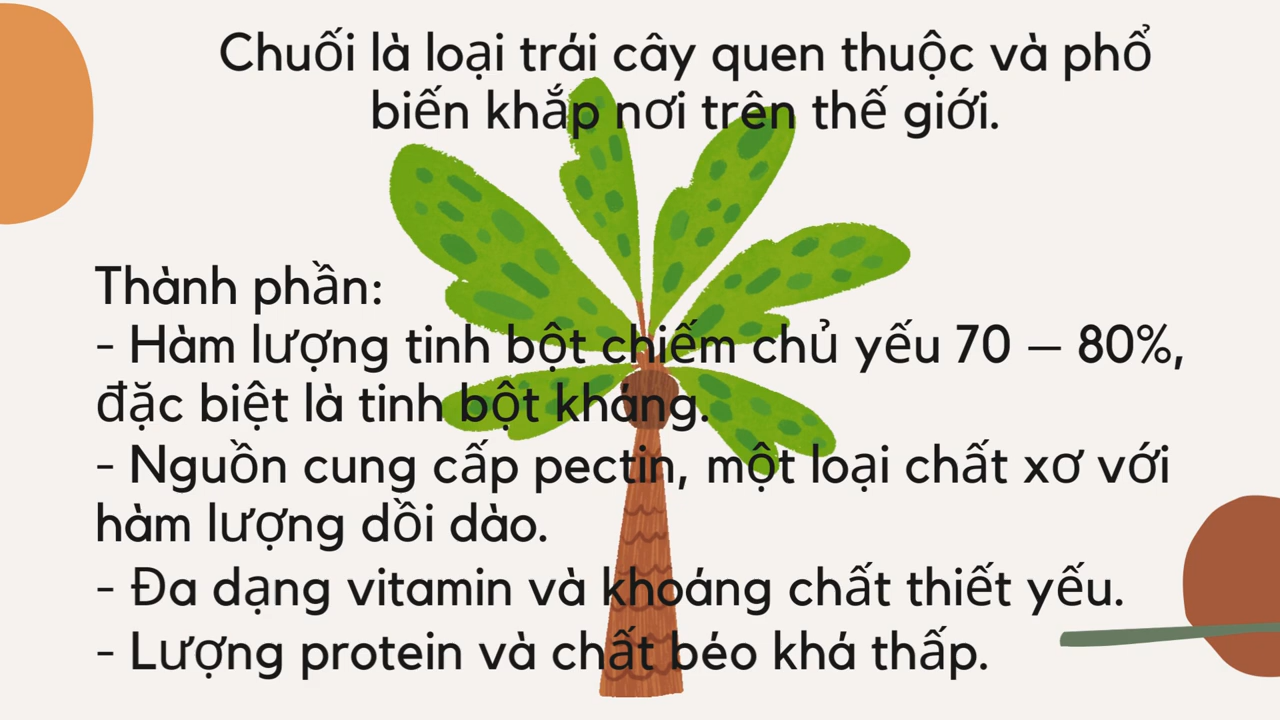 Chuối là loại trái cây quen thuộc và phổ
biến khắp nơi trên thế giới.
Thành phần:
- Hàm lượng tinh bột chiếm chủ yếu 70 – 80%,
đặc biệt là tinh bột kháng.
- Nguồn cung cấp pectin, một loại chất xơ với
hàm lượng dồi dào.
- Đa dạng vitamin và khoáng chất thiết yếu.
- Lượng protein và chất béo khá thấp.